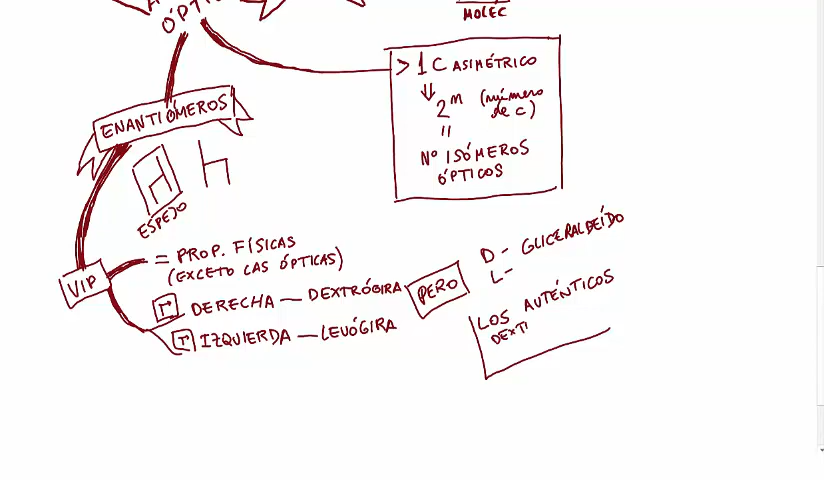 ÓPTI
MOLEC
> 1 C ASIMÉTRICO
⇓
2ⁿ (número
de c)
"
Nº ISÓMEROS
ÓPTICOS
ENANTIÓMEROS
ESPEJO
VIP
= PROP. FÍSICAS
(EXCETO LAS ÓPTICAS)
r DERECHA — DEXTRÓGIRA
r IZQUIERDA — LEVÓGIRA
PERO
D - GLICERALDEÍDO
L -
LOS AUTÉNTICOS
DEXTI